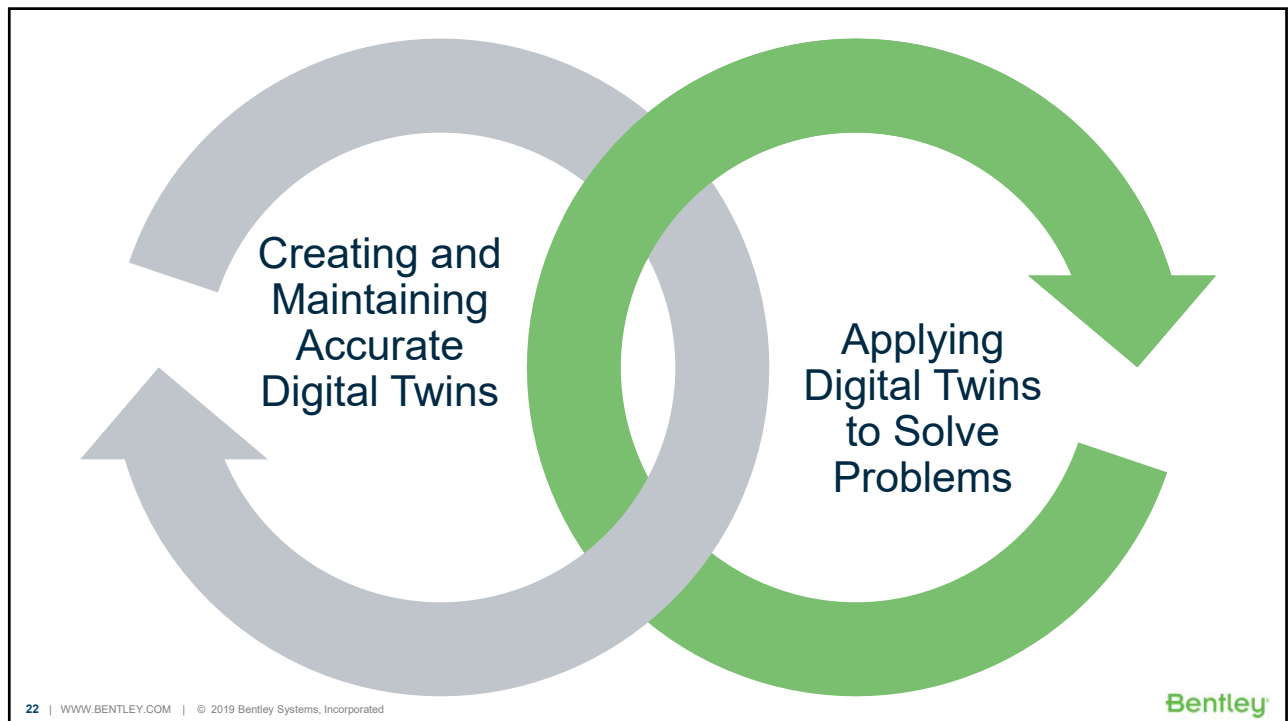 Creating and
Maintaining
Accurate
Digital Twins
Applying
Digital Twins
to Solve
Problems
22 | WWW.BENTLEY.COM | © 2019 Bentley Systems, Incorporated
Bentley